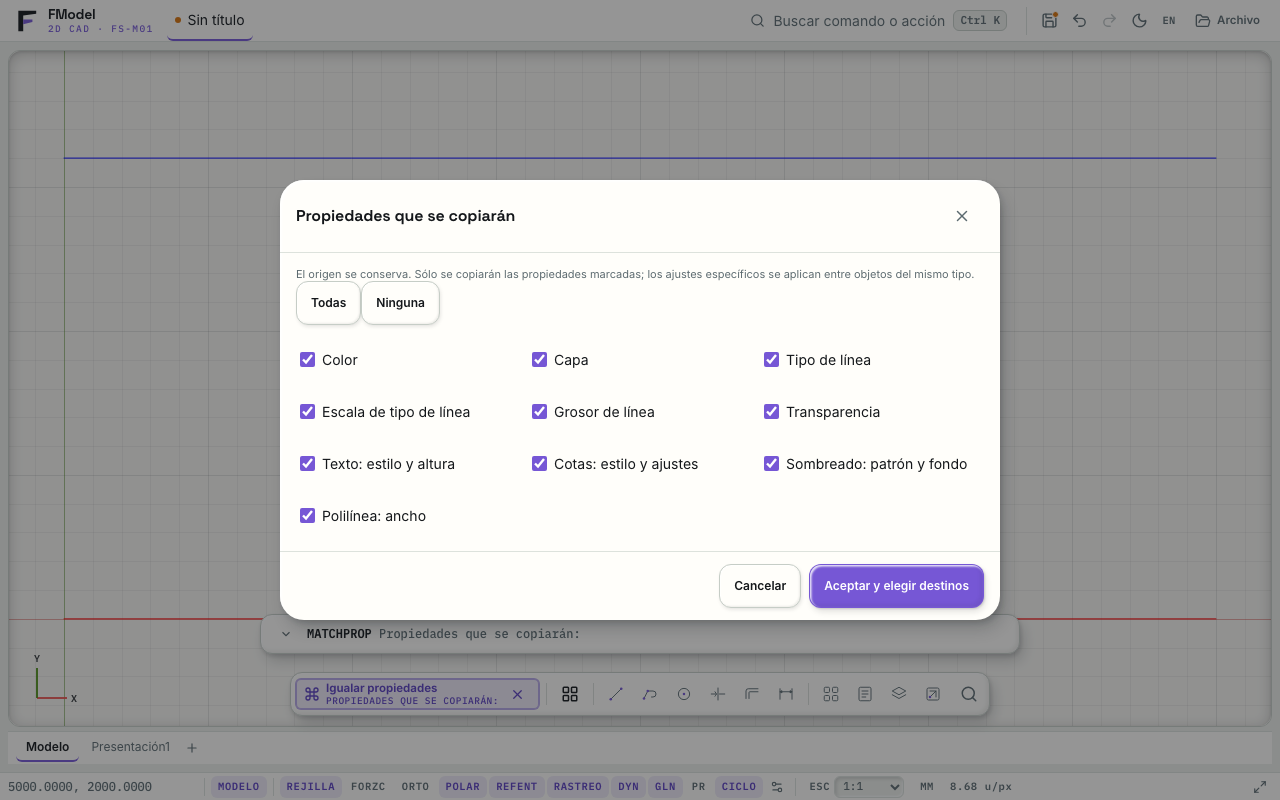 FModel
2D CAD · FS-M01
Sin título
Buscar comando o acción
Ctrl K
EN
Archivo
Propiedades que se copiarán
El origen se conserva. Sólo se copiarán las propiedades marcadas; los ajustes específicos se aplican entre objetos del mismo tipo.
Todas
Ninguna
Color
Capa
Tipo de línea
Escala de tipo de línea
Grosor de línea
Transparencia
Texto: estilo y altura
Cotas: estilo y ajustes
Sombreado: patrón y fondo
Polilínea: ancho
Cancelar
Aceptar y elegir destinos
MATCHPROP Propiedades que se copiarán:
Y
X
Igualar propiedades
PROPIEDADES QUE SE COPIARÁN:
Modelo
Presentación1
5000.0000, 2000.0000
MODELO
REJILLA
FORZC
ORTO
POLAR
REFENT
RASTREO
DYN
GLN
PR
CICLO
ESC
1:1
MM
8.68 u/px